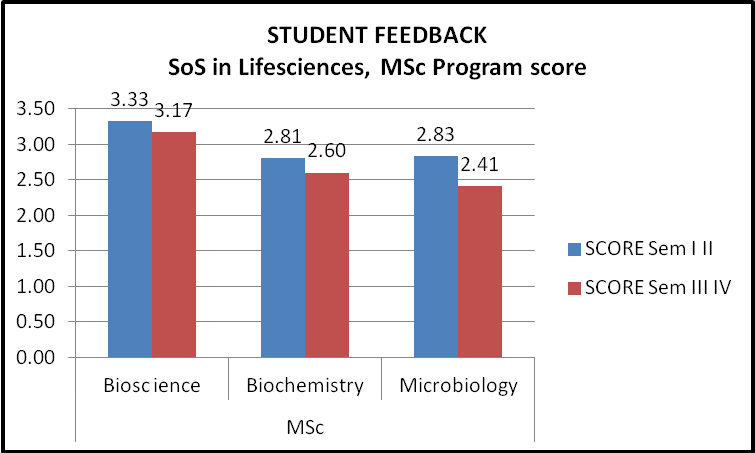 STUDENT FEEDBACK
SoS in Lifesciences, MSc Program score
3.50
3.00
2.50
2.00
1.50
1.00
0.50
0.00
3.33
3.17
2.81
2.60
2.83
2.41
SCORE Sem I II
SCORE Sem III IV
Bioscience Biochemistry Microbiology
MSc